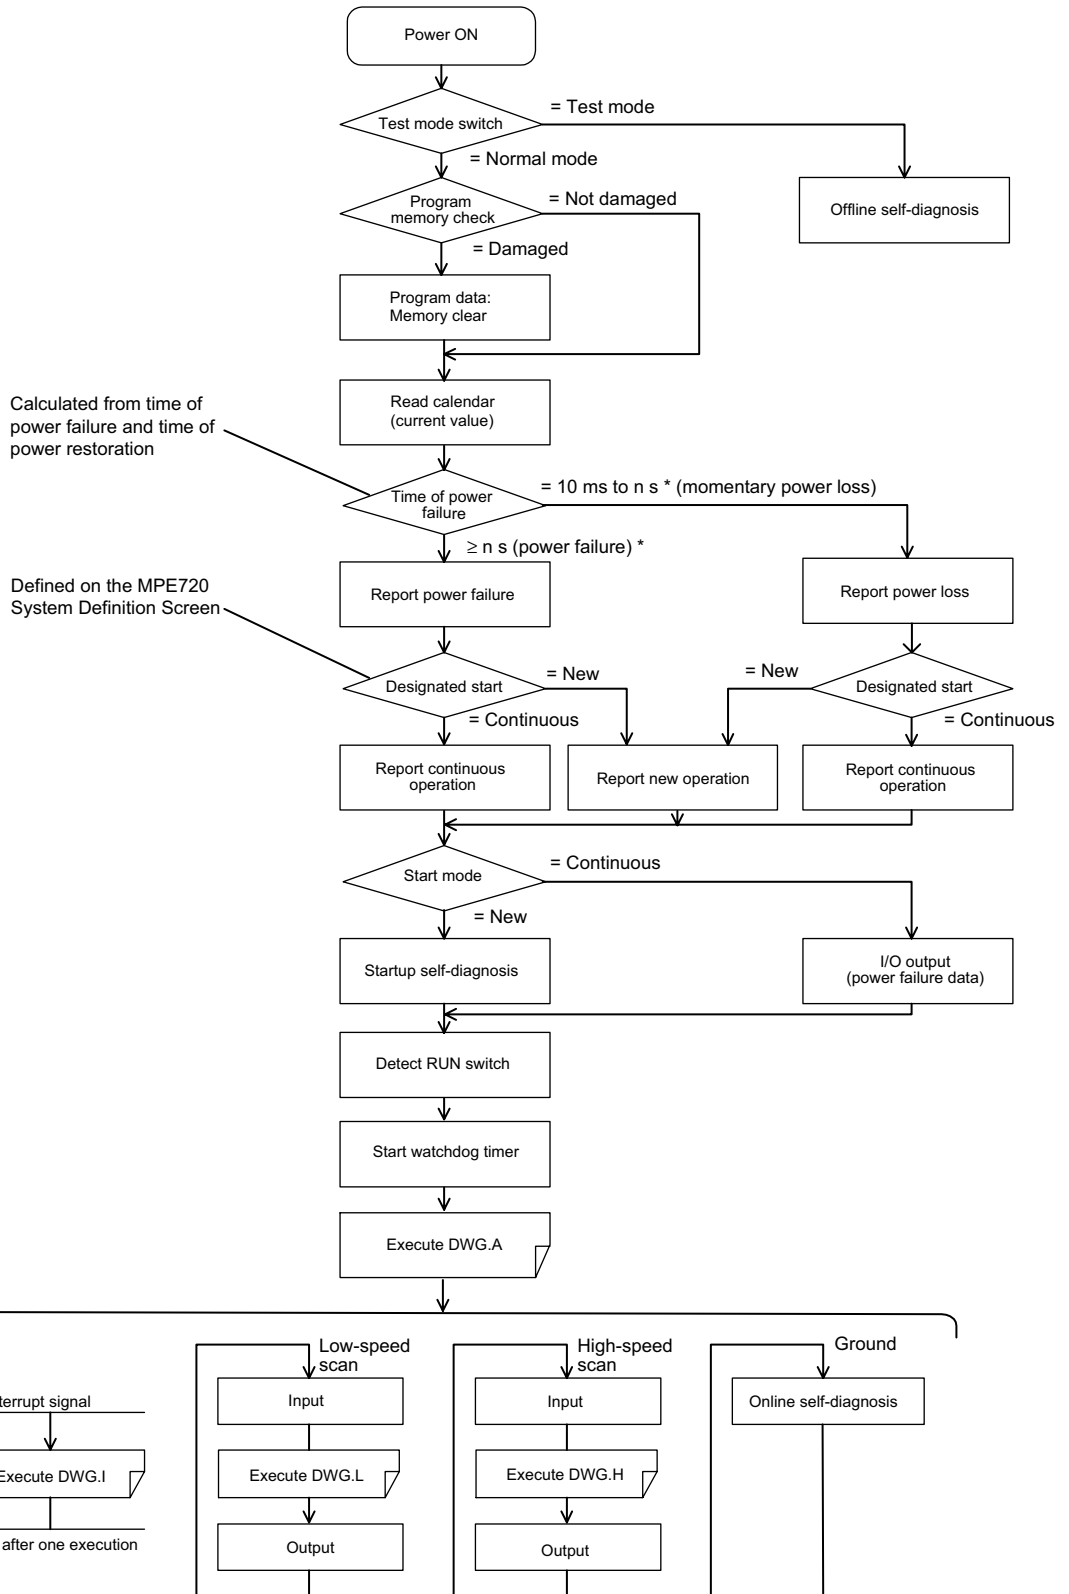 Power ON
Test mode switch
= Test mode
= Normal mode
Program
memory check
= Not damaged
Offline self-diagnosis
= Damaged
Program data:
Memory clear
Read calendar
(current value)
Calculated from time of
power failure and time of
power restoration
Time of power
failure
= 10 ms to n s * (momentary power loss)
≥ n s (power failure) *
Defined on the MPE720
System Definition Screen
Report power failure
Report power loss
Designated start
= New
= New
Designated start
= Continuous
= Continuous
Report continuous
operation
Report new operation
Report continuous
operation
Start mode
= Continuous
= New
Startup self-diagnosis
I/O output
(power failure data)
Detect RUN switch
Start watchdog timer
Execute DWG.A
Low-speed
scan
High-speed
scan
Ground
terrupt signal
Input
Input
Online self-diagnosis
Execute DWG.I
Execute DWG.L
Execute DWG.H
after one execution
Output
Output